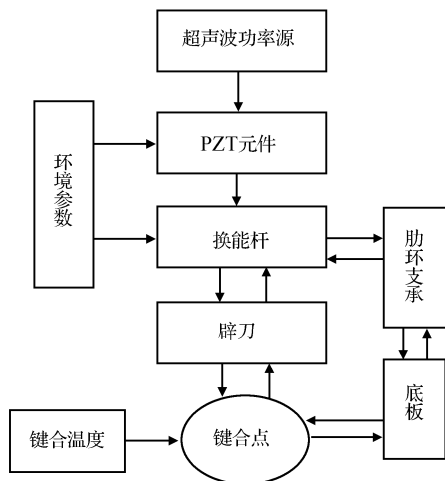 超声波功率源
PZT元件
环境参数
换能杆
肋环支承
辟刀
底板
键合温度
键合点